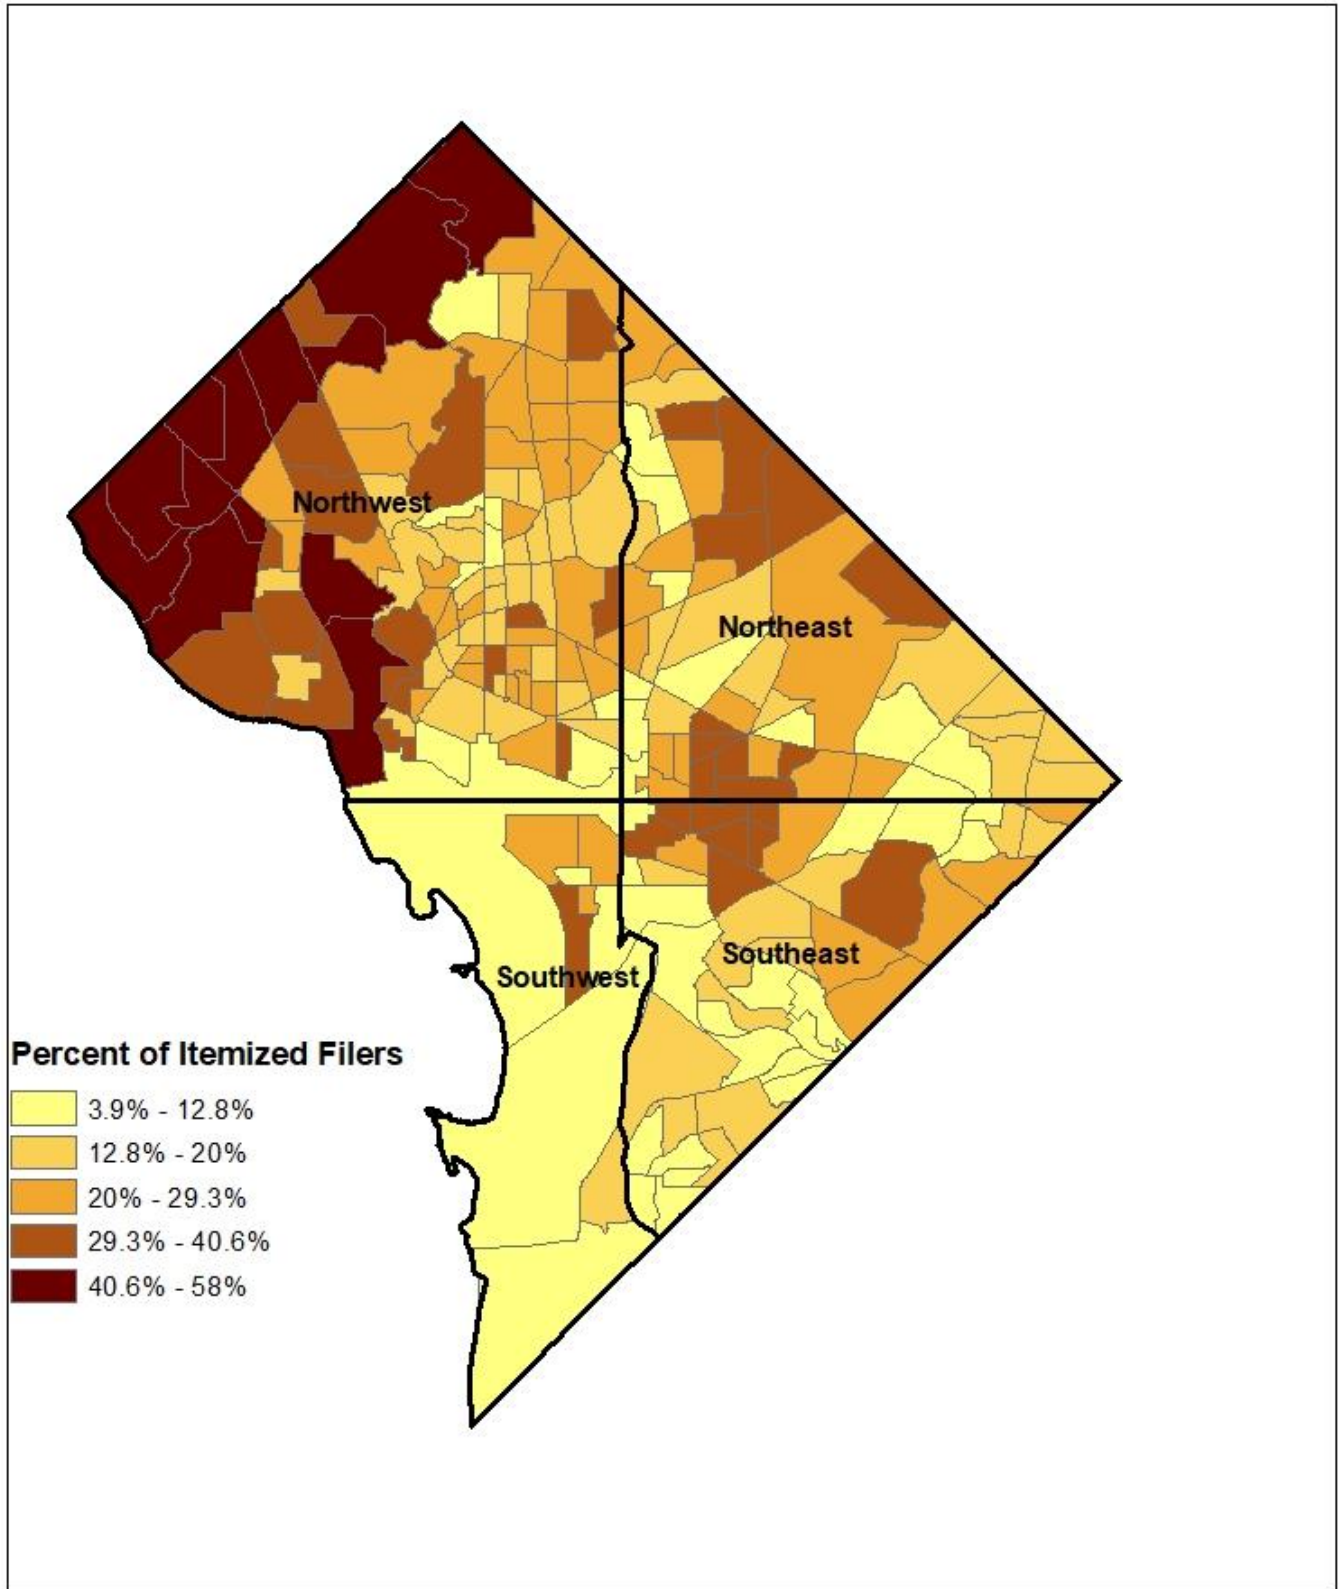 Northwest
Northeast
Southeast
Southwest
Percent of Itemized Filers
3.9% - 12.8%
12.8% - 20%
20% - 29.3%
29.3% - 40.6%
40.6% - 58%